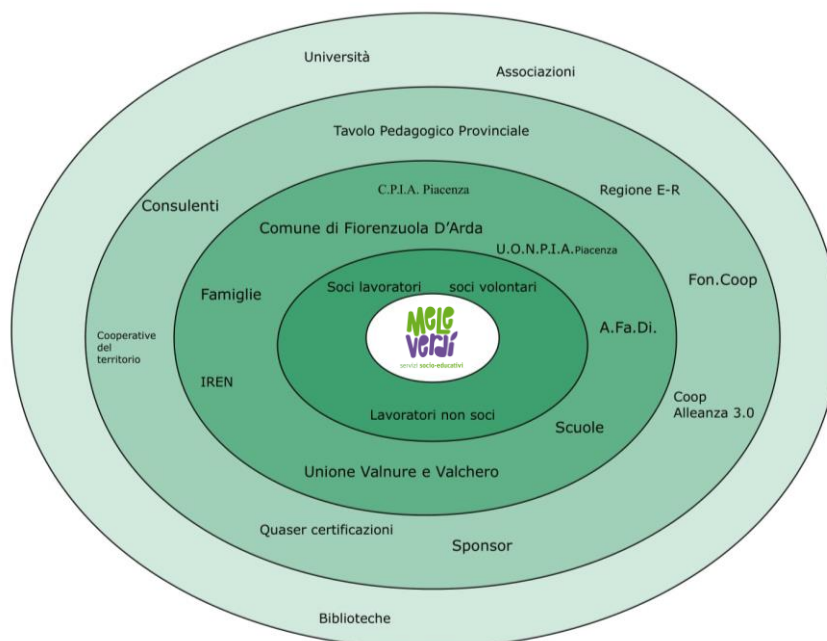 Università
Associazioni
Tavolo Pedagogico Provinciale
C.P.I.A. Piacenza
Regione E-R
Consulenti
Comune di Fiorenzuola D'Arda
U.O.N.P.I.A.Piacenza
Fon.Coop
Famiglie
Soci lavoratori
soci volontari
MeLe
VeRdi
servizi socio-educativi
A.Fa.Di.
Cooperative
del
territorio
IREN
Coop
Alleanza 3.0
Lavoratori non soci
Scuole
Unione Valnure e Valchero
Quaser certificazioni
Sponsor
Biblioteche